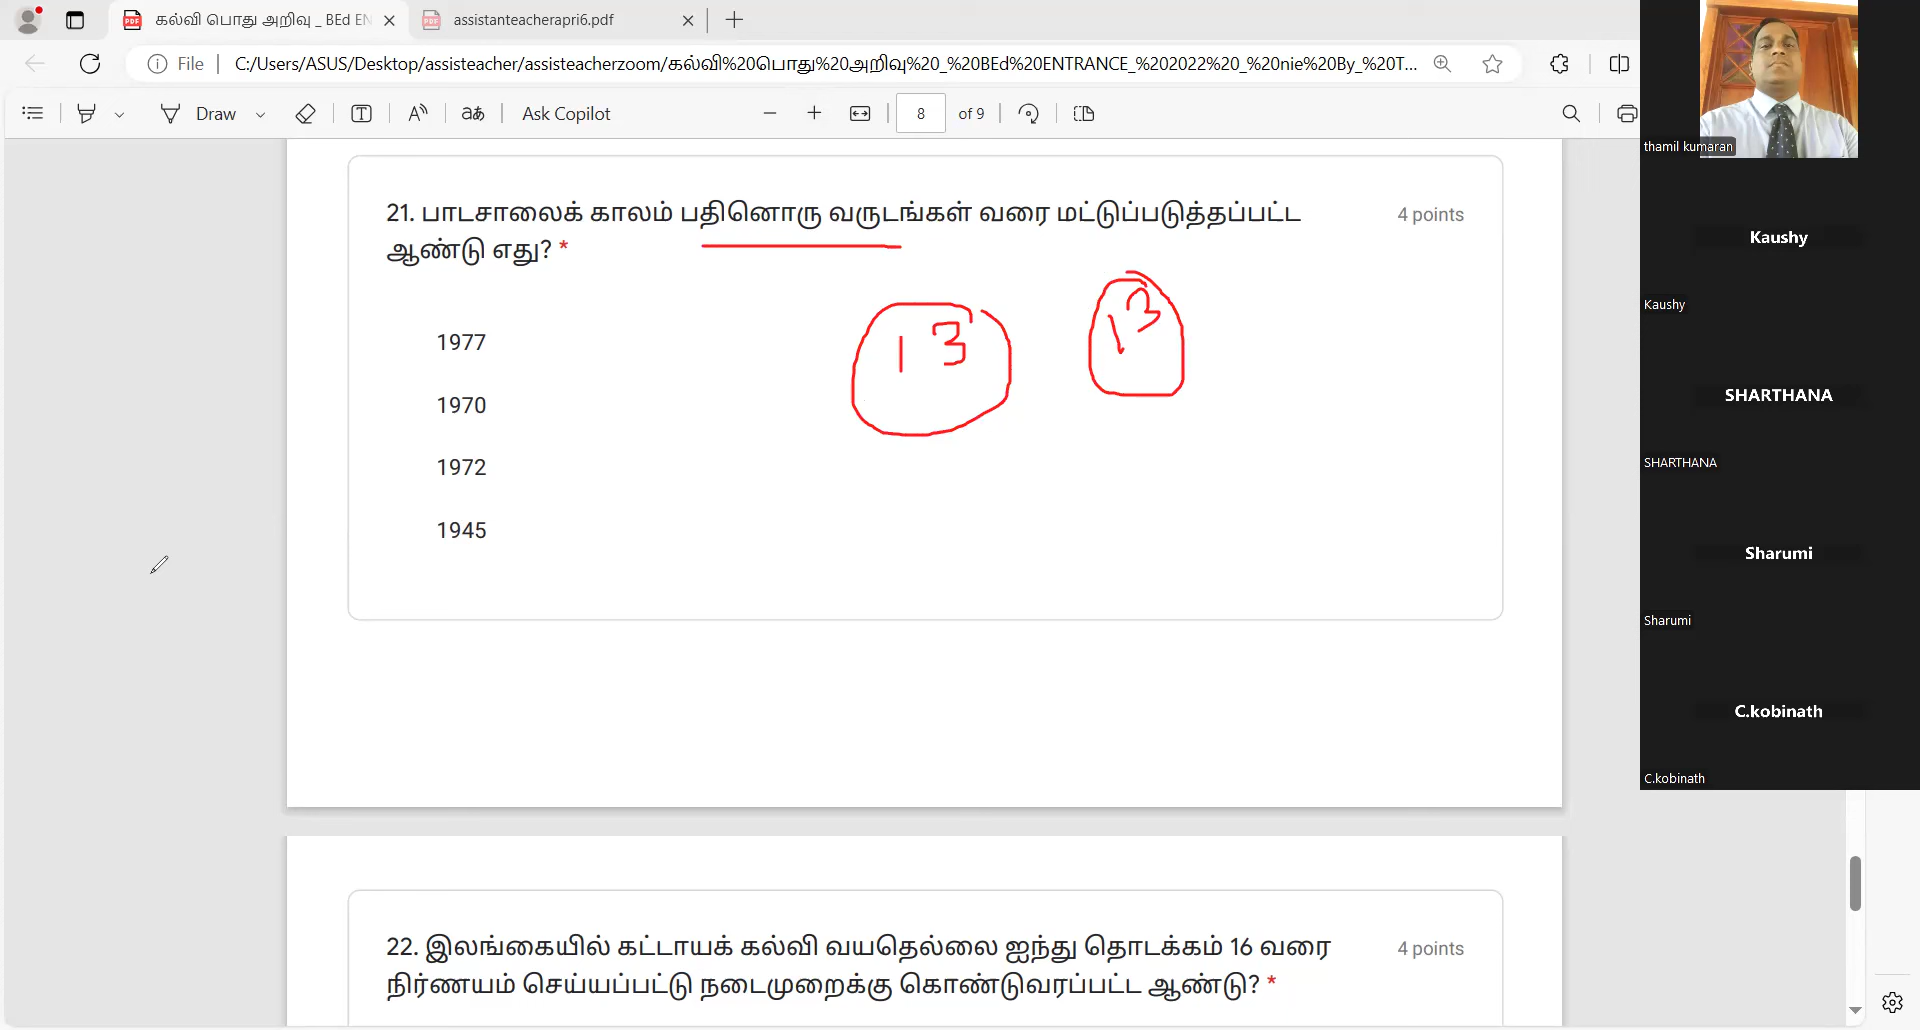 கல்வி பொது அறிவு _ BEd EN
assistanteacherapri6.pdf
File
C:/Users/ASUS/Desktop/assisteacher/assisteacherzoom/கல்வி%20பொது%20அறிவு%20_%20BEd%20ENTRANCE_%202022%20_%20nie%20By_%20T...
Draw
Ask Copilot
8 of 9
thamil kumaran
21. பாடசாலைக் காலம் பதினொரு வருடங்கள் வரை மட்டுப்படுத்தப்பட்ட
ஆண்டு எது? *
4 points
13
13
1977
1970
1972
1945
22. இலங்கையில் கட்டாயக் கல்வி வயதெல்லை ஐந்து தொடக்கம் 16 வரை
நிர்ணயம் செய்யப்பட்டு நடைமுறைக்கு கொண்டுவரப்பட்ட ஆண்டு? *
4 points
Kaushy
Kaushy
SHARTHANA
SHARTHANA
Sharumi
Sharumi
C.kobinath
C.kobinath